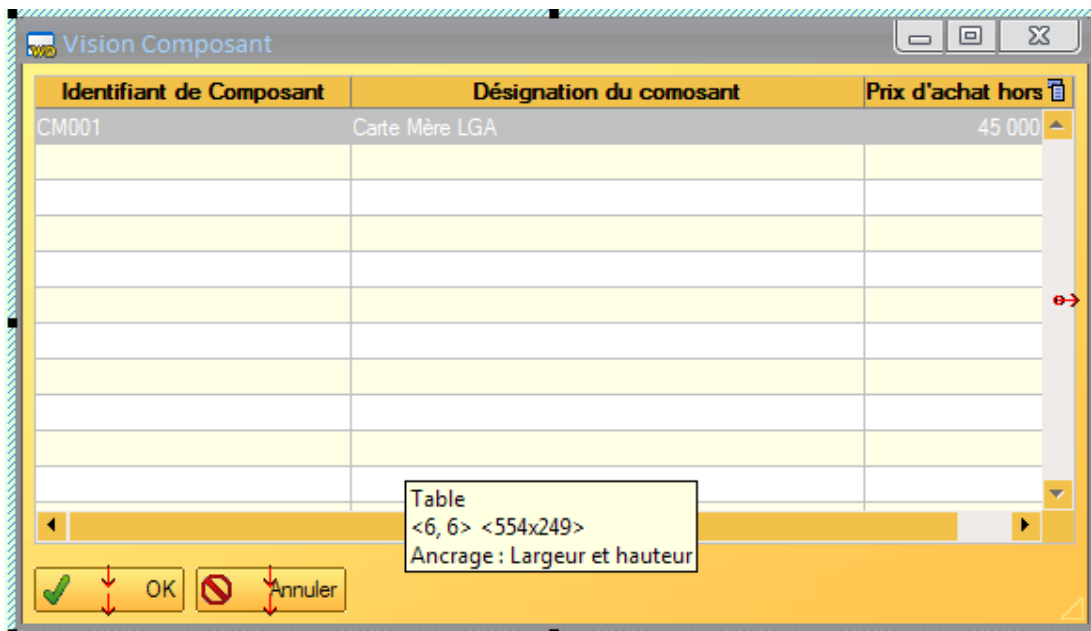 Vision Composant
Identifiant de Composant Désignation du comosant Prix d'achat hors
CM001 Carte Mère LGA 45 000
Table
<6, 6> <554x249>
Ancrage : Largeur et hauteur
OK Annuler